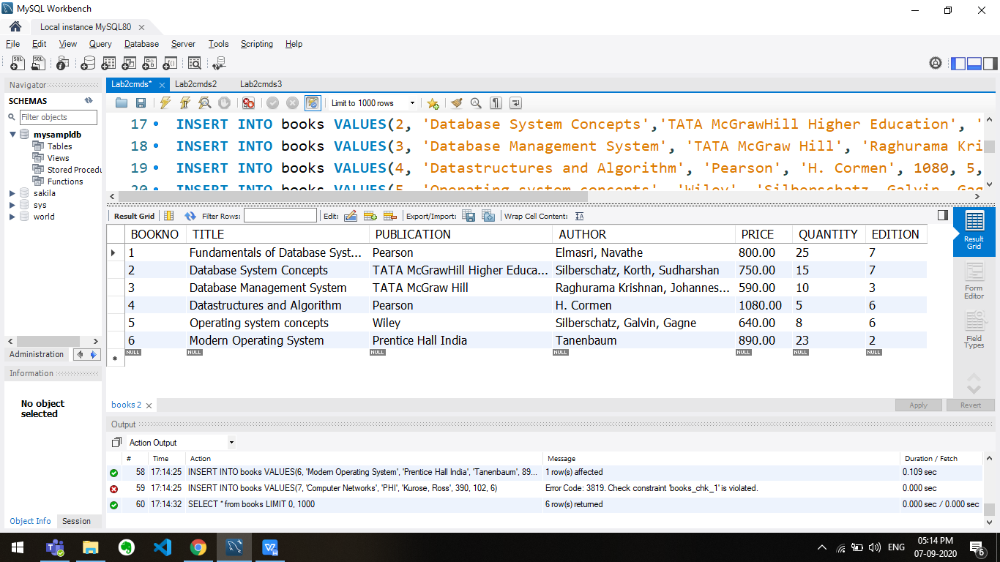 MySQL Workbench
Local instance MySQL80
File Edit View Query Database Server Tools Scripting Help
Navigator
SCHEMAS
Filter objects
mysampldb
Tables
Views
Stored Procedu
Functions
sakila
sys
world
Administration
Information
No object
selected
Object Info Session
Lab2cmds* Lab2cmds2 Lab2cmds3
Limit to 1000 rows
17 INSERT INTO books VALUES(2, 'Database System Concepts','TATA McGrawHill Higher Education', '
18 INSERT INTO books VALUES(3, 'Database Management System', 'TATA McGraw Hill', 'Raghurama Kri
19 INSERT INTO books VALUES(4, 'Datastructures and Algorithm', 'Pearson', 'H. Cormen', 1080, 5,
20 INSERT INTO books VALUES(5, 'Operating system concepts', 'Wiley', 'Silberschatz, Galvin, Gag
Result Grid Filter Rows: Edit: Export/Import: Wrap Cell Content:
BOOKNO TITLE PUBLICATION AUTHOR PRICE QUANTITY EDITION
1 Fundamentals of Database Syst... Pearson Elmasri, Navathe 800.00 25 7
2 Database System Concepts TATA McGrawHill Higher Educa... Silberschatz, Korth, Sudharshan 750.00 15 7
3 Database Management System TATA McGraw Hill Raghurama Krishnan, Johannes... 590.00 10 3
4 Datastructures and Algorithm Pearson H. Cormen 1080.00 5 6
5 Operating system concepts Wiley Silberschatz, Galvin, Gagne 640.00 8 6
6 Modern Operating System Prentice Hall India Tanenbaum 890.00 23 2
NULL NULL NULL NULL NULL NULL NULL
Result
Grid
Form
Editor
Field
Types
books 2
Apply Revert
Output
Action Output
# Time Action Message Duration / Fetch
58 17:14:25 INSERT INTO books VALUES(6, 'Modern Operating System', 'Prentice Hall India', 'Tanenbaum', 89... 1 row(s) affected 0.109 sec
59 17:14:25 INSERT INTO books VALUES(7, 'Computer Networks', 'PHI', 'Kurose, Ross', 390, 102, 6) Error Code: 3819. Check constraint 'books_chk_1' is violated. 0.000 sec
60 17:14:32 SELECT * from books LIMIT 0, 1000 6 row(s) returned 0.000 sec / 0.000 sec
ENG
05:14 PM
07-09-2020
6